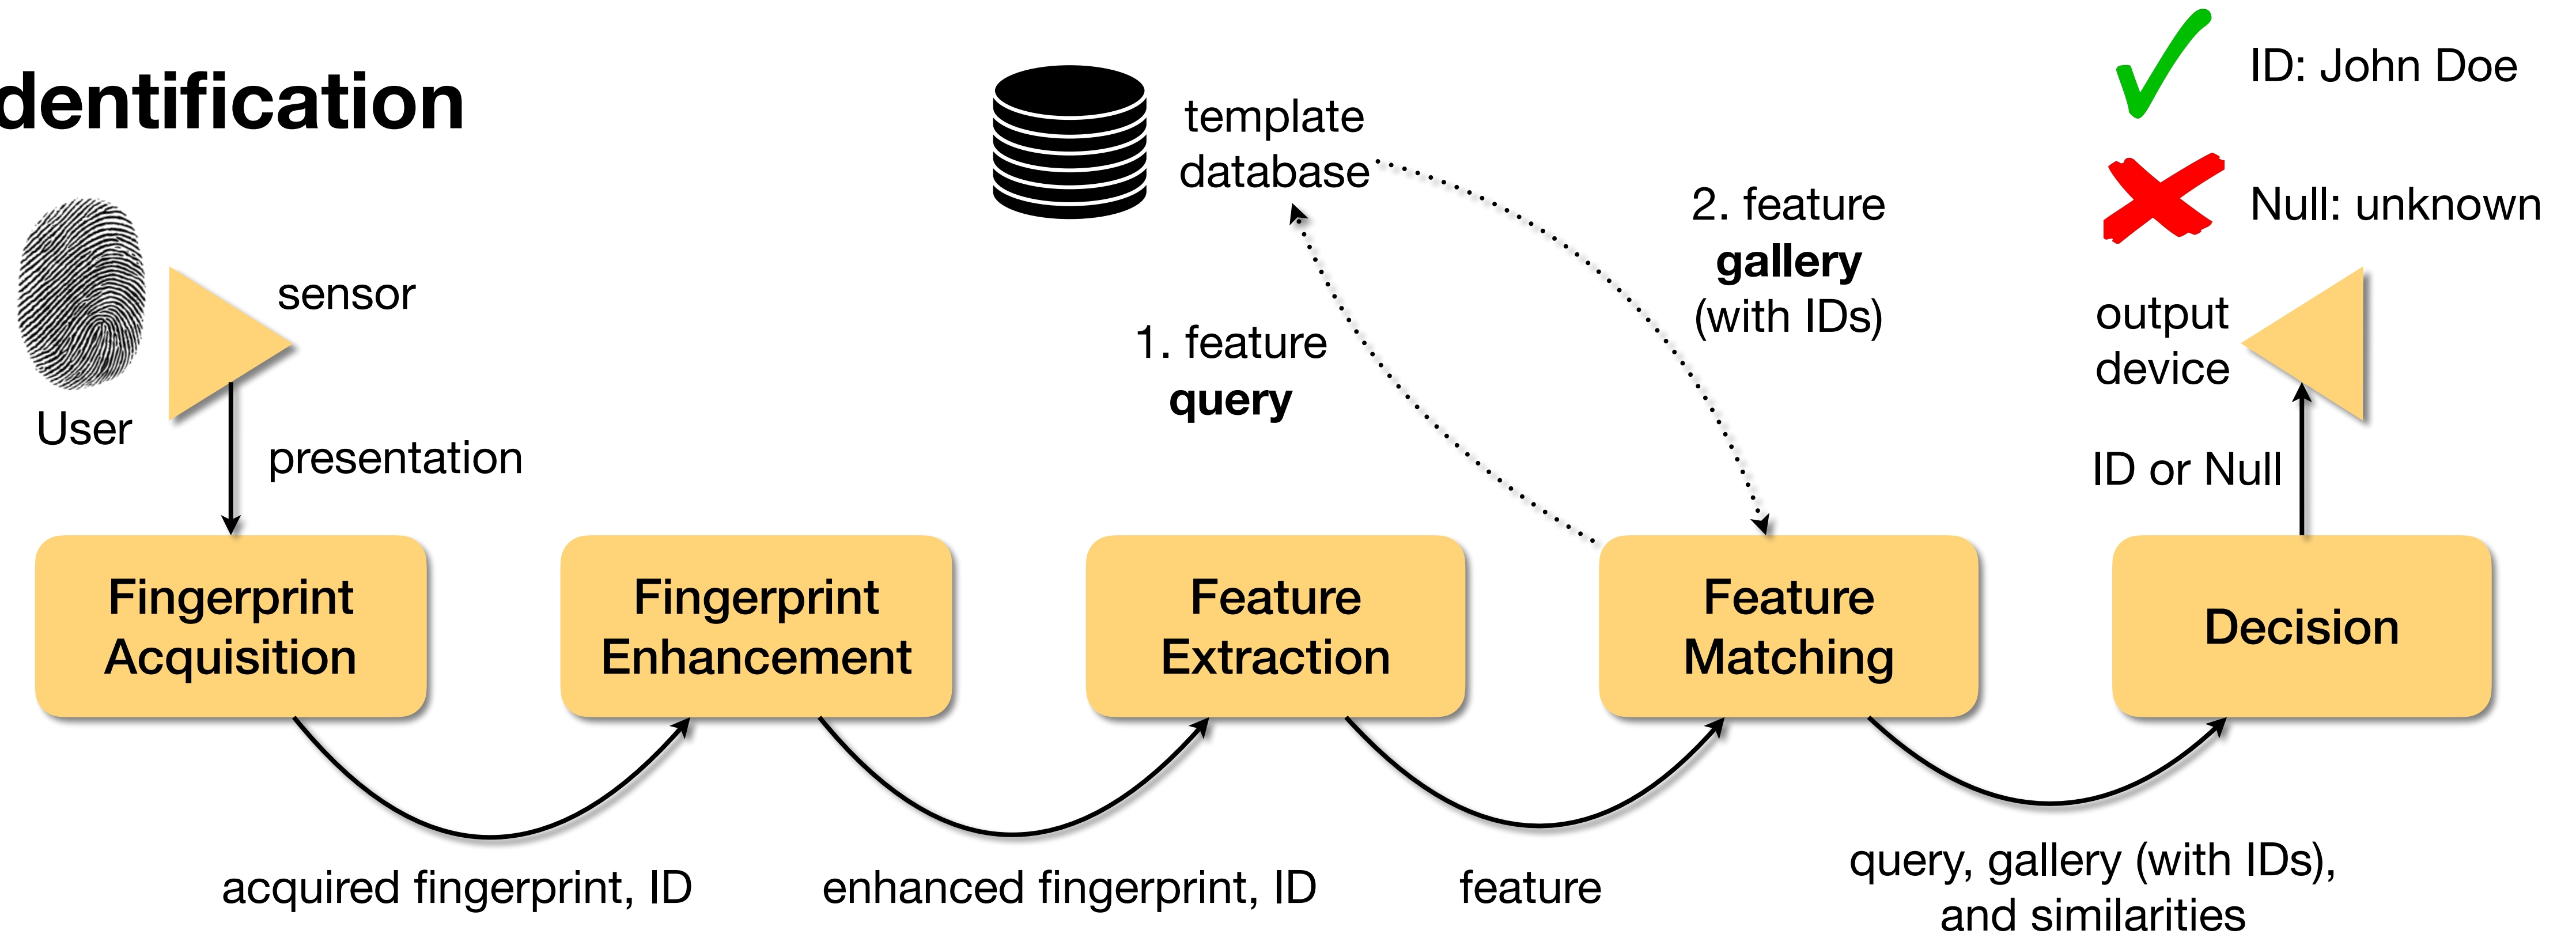 dentification
template
database
ID: John Doe
Null: unknown
sensor
User
presentation
1. feature
query
2. feature
gallery
(with IDs)
output
device
ID or Null
Fingerprint
Acquisition
Fingerprint
Enhancement
Feature
Extraction
Feature
Matching
Decision
acquired fingerprint, ID
enhanced fingerprint, ID
feature
query, gallery (with IDs),
and similarities